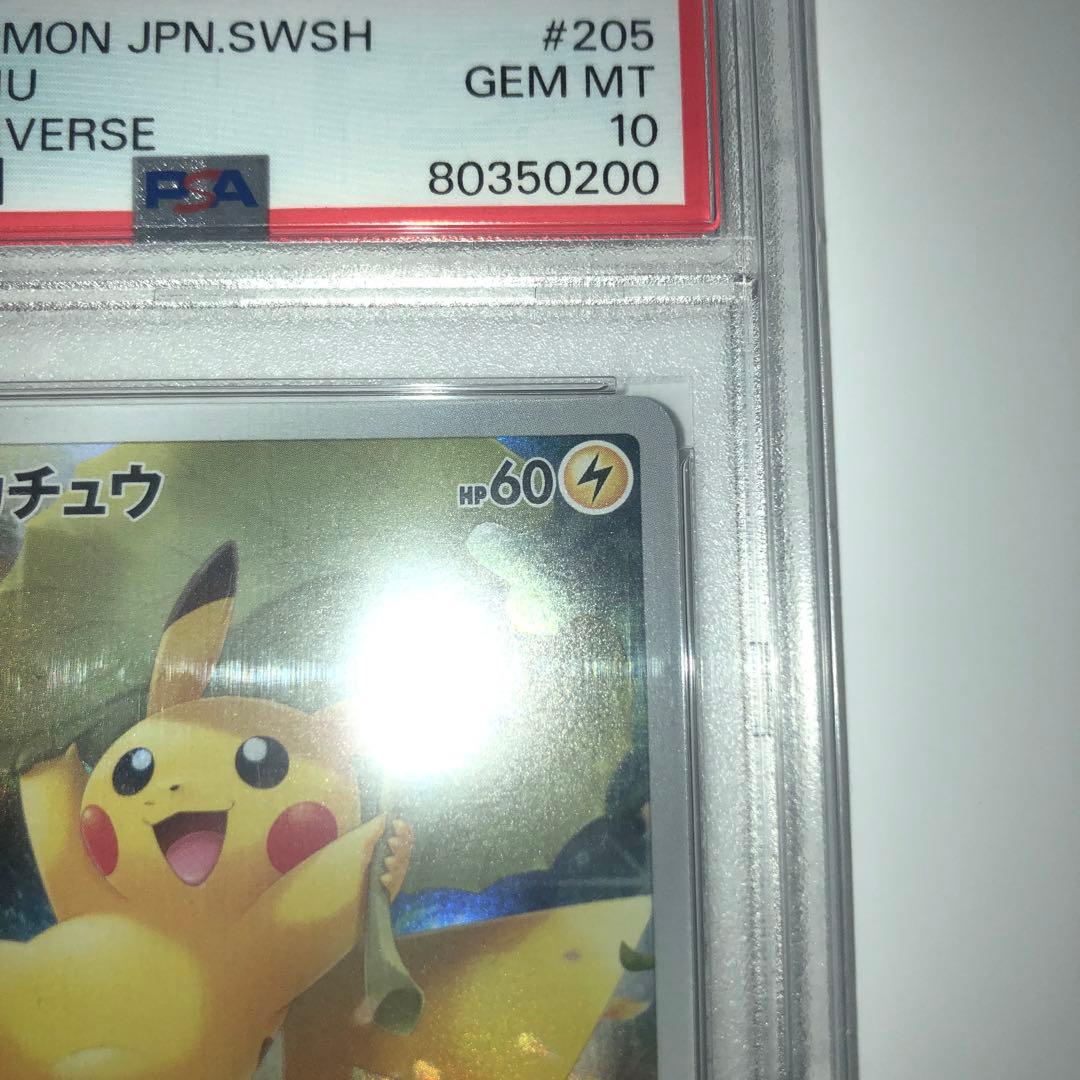 MON JPN.SWSH #205
U GEM MT
VERSE 10
PSA 80350200
チュウ HP60